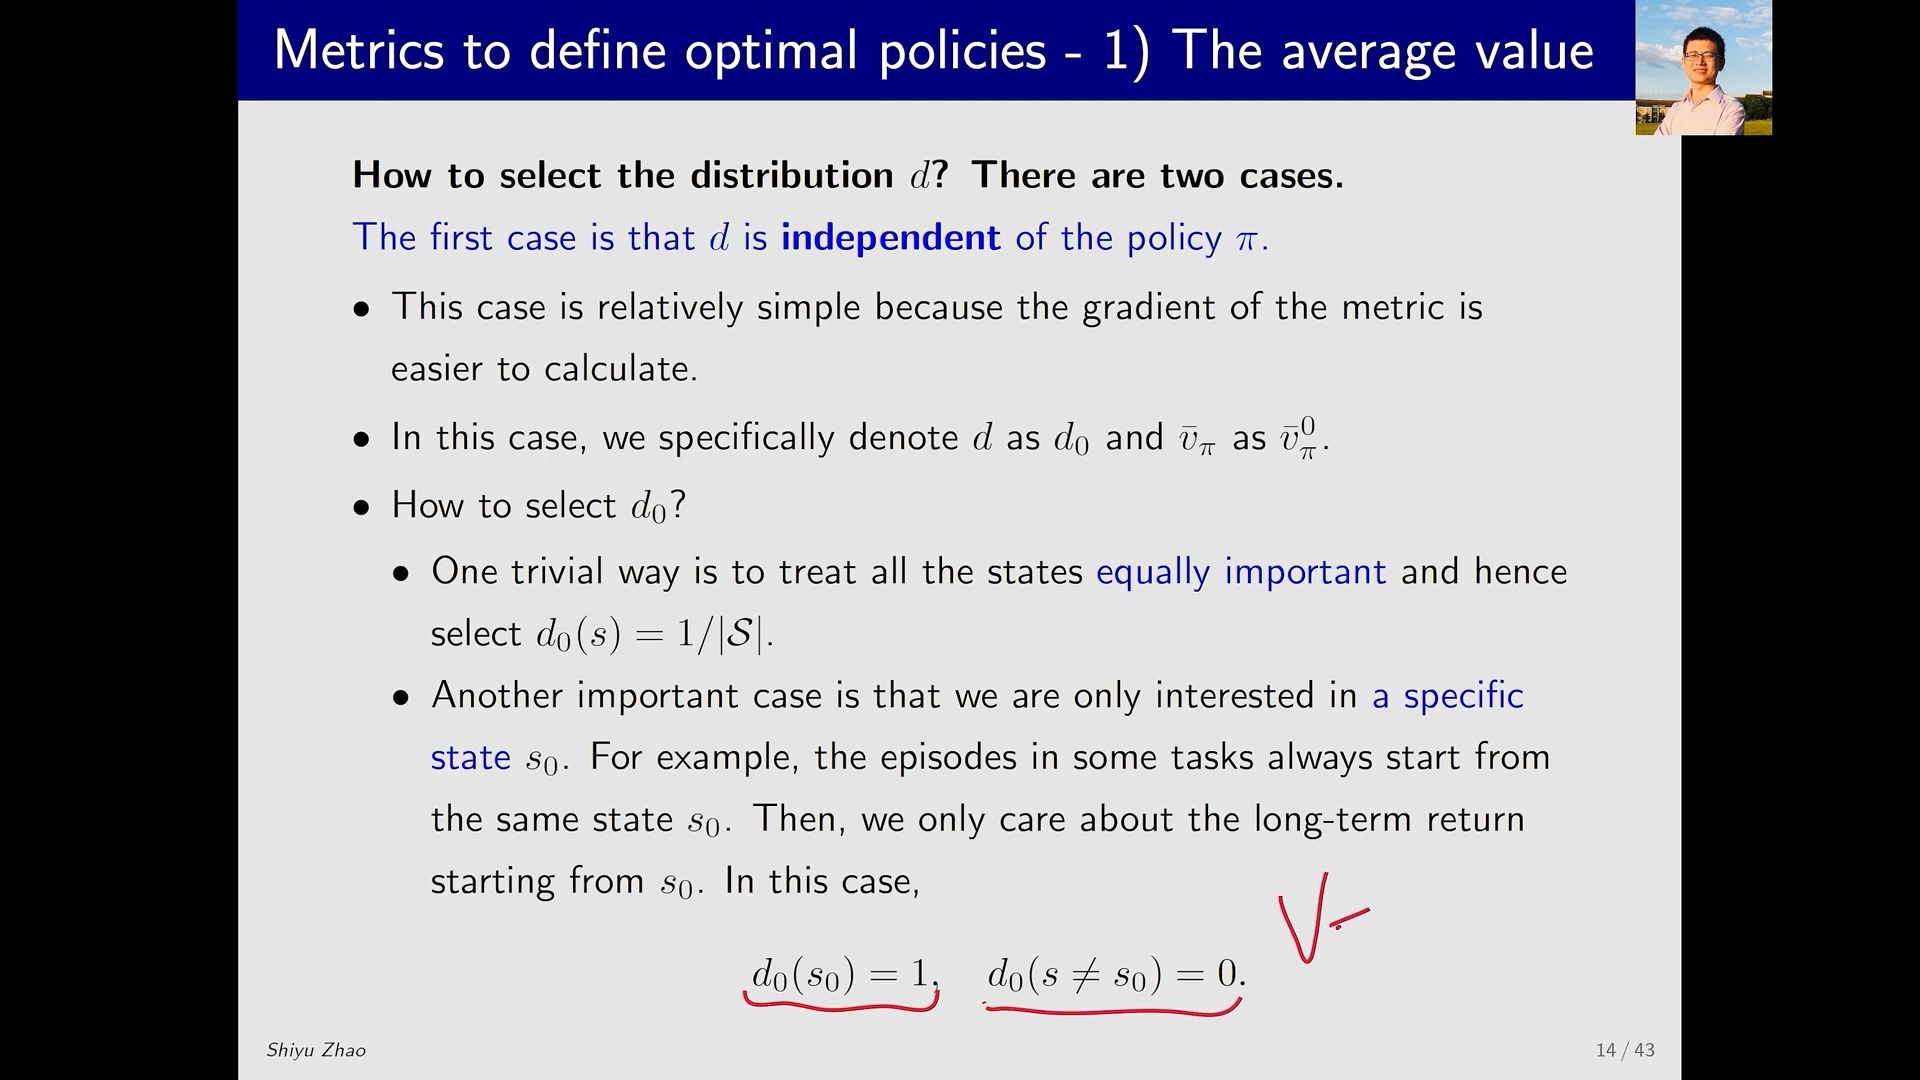 Metrics to define optimal policies - 1) The average value
How to select the distribution d? There are two cases.
The first case is that d is independent of the policy π.
• This case is relatively simple because the gradient of the metric is
easier to calculate.
• In this case, we specifically denote d as d₀ and v̄_π as v̄_π⁰.
• How to select d₀?
• One trivial way is to treat all the states equally important and hence
select d₀(s) = 1/|𝒮|.
• Another important case is that we are only interested in a specific
state s₀. For example, the episodes in some tasks always start from
the same state s₀. Then, we only care about the long-term return
starting from s₀. In this case,
d₀(s₀) = 1, d₀(s ≠ s₀) = 0.
Shiyu Zhao
14 / 43